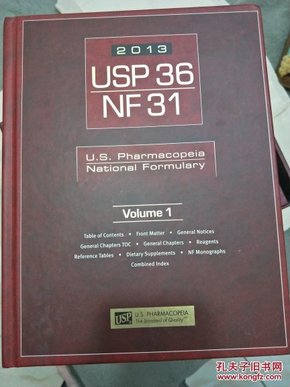 2013
USP 36
NF 31
U.S. Pharmacopeia
National Formulary
Volume 1
Table of Contents • Front Matter • General Notices
General Chapters TOC • General Chapters • Reagents
Reference Tables • Dietary Supplements • NF Monographs
Combined Index
USP
U.S. PHARMACOPEIA
The Standard of Quality
孔夫子旧书网
kongfz.com